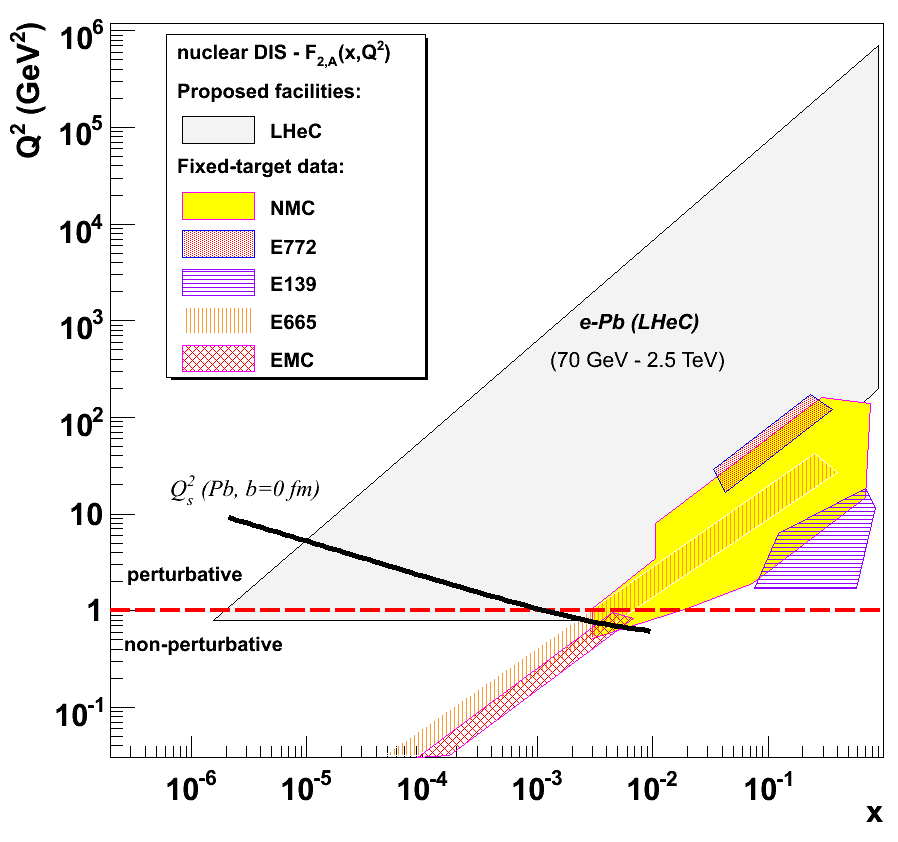 Q² (GeV²)
10⁶
10⁵
10⁴
10³
10²
10
1
10⁻¹
nuclear DIS - F₂,A(x,Q²)
Proposed facilities:
LHeC
Fixed-target data:
NMC
E772
E139
E665
EMC
e-Pb (LHeC)
(70 GeV - 2.5 TeV)
Qₛ² (Pb, b=0 fm)
perturbative
non-perturbative
10⁻⁶ 10⁻⁵ 10⁻⁴ 10⁻³ 10⁻² 10⁻¹
x